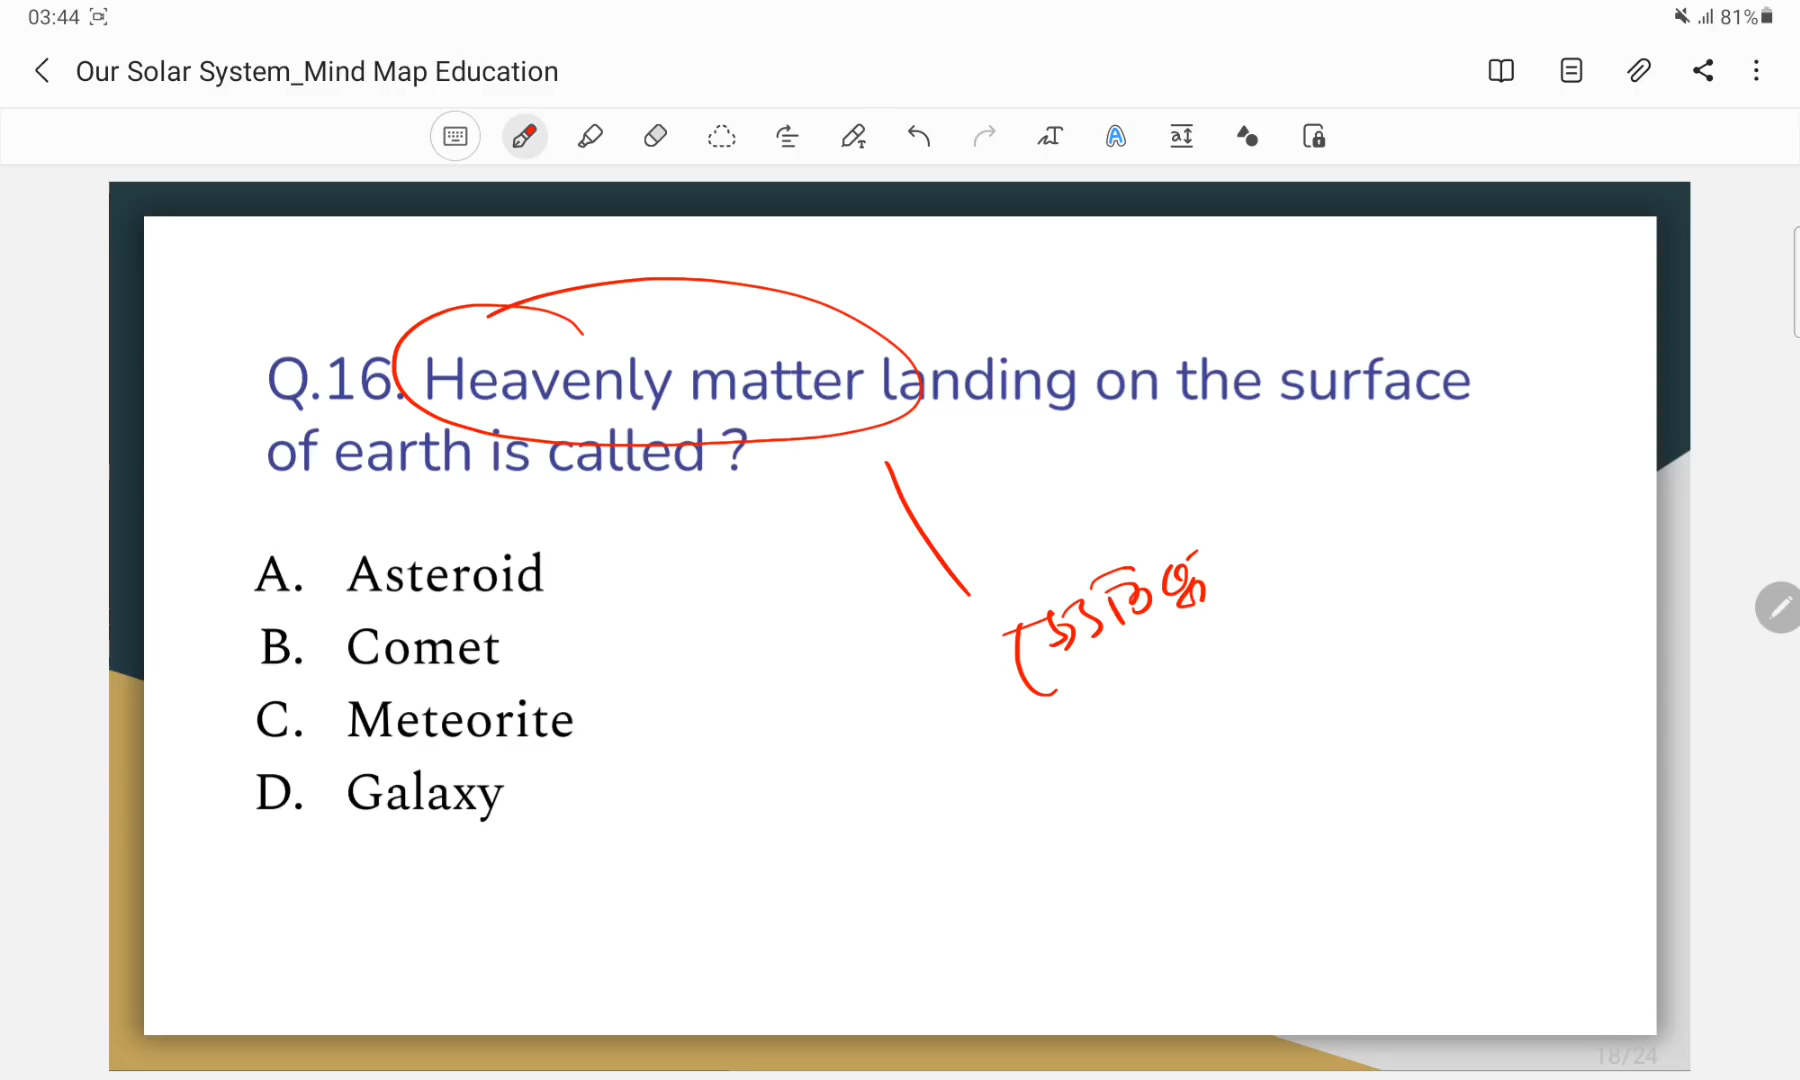 03:44
81%
Our Solar System_Mind Map Education
Q.16. Heavenly matter landing on the surface
of earth is called ?
A. Asteroid
B. Comet
C. Meteorite
D. Galaxy
18/24